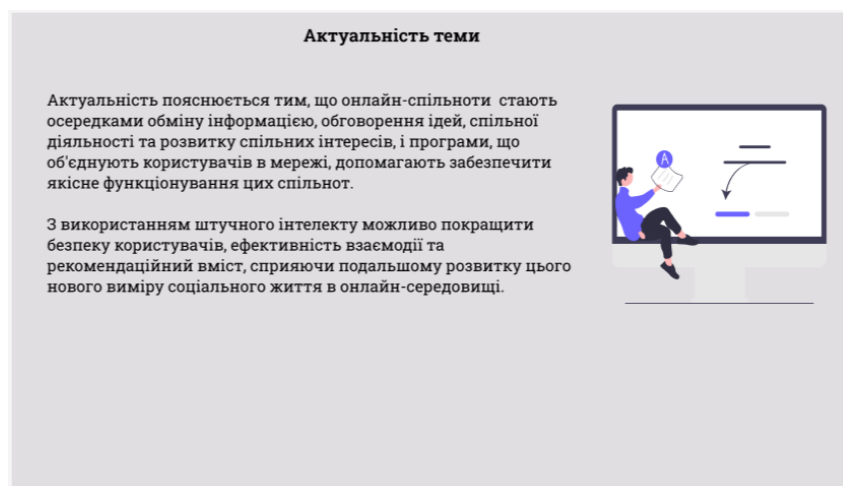 Актуальність теми
Актуальність пояснюється тим, що онлайн-спільноти стають
осередками обміну інформацією, обговорення ідей, спільної
діяльності та розвитку спільних інтересів, і програми, що
об'єднують користувачів в мережі, допомагають забезпечити
якісне функціонування цих спільнот.
З використанням штучного інтелекту можливо покращити
безпеку користувачів, ефективність взаємодії та
рекомендаційний вміст, сприяючи подальшому розвитку цього
нового виміру соціального життя в онлайн-середовищі.
A